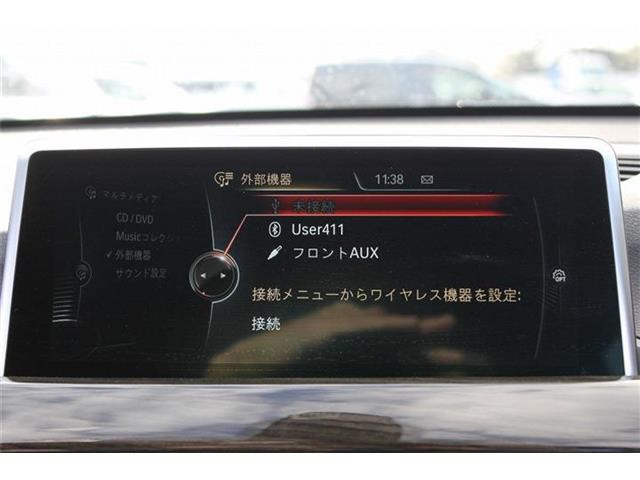 外部機器 11:38
マルチメディア
CD / DVD
Musicコレクシ
外部機器
サウンド設定
未接続
User411
フロントAUX
接続メニューからワイヤレス機器を設定:
接続
OPT